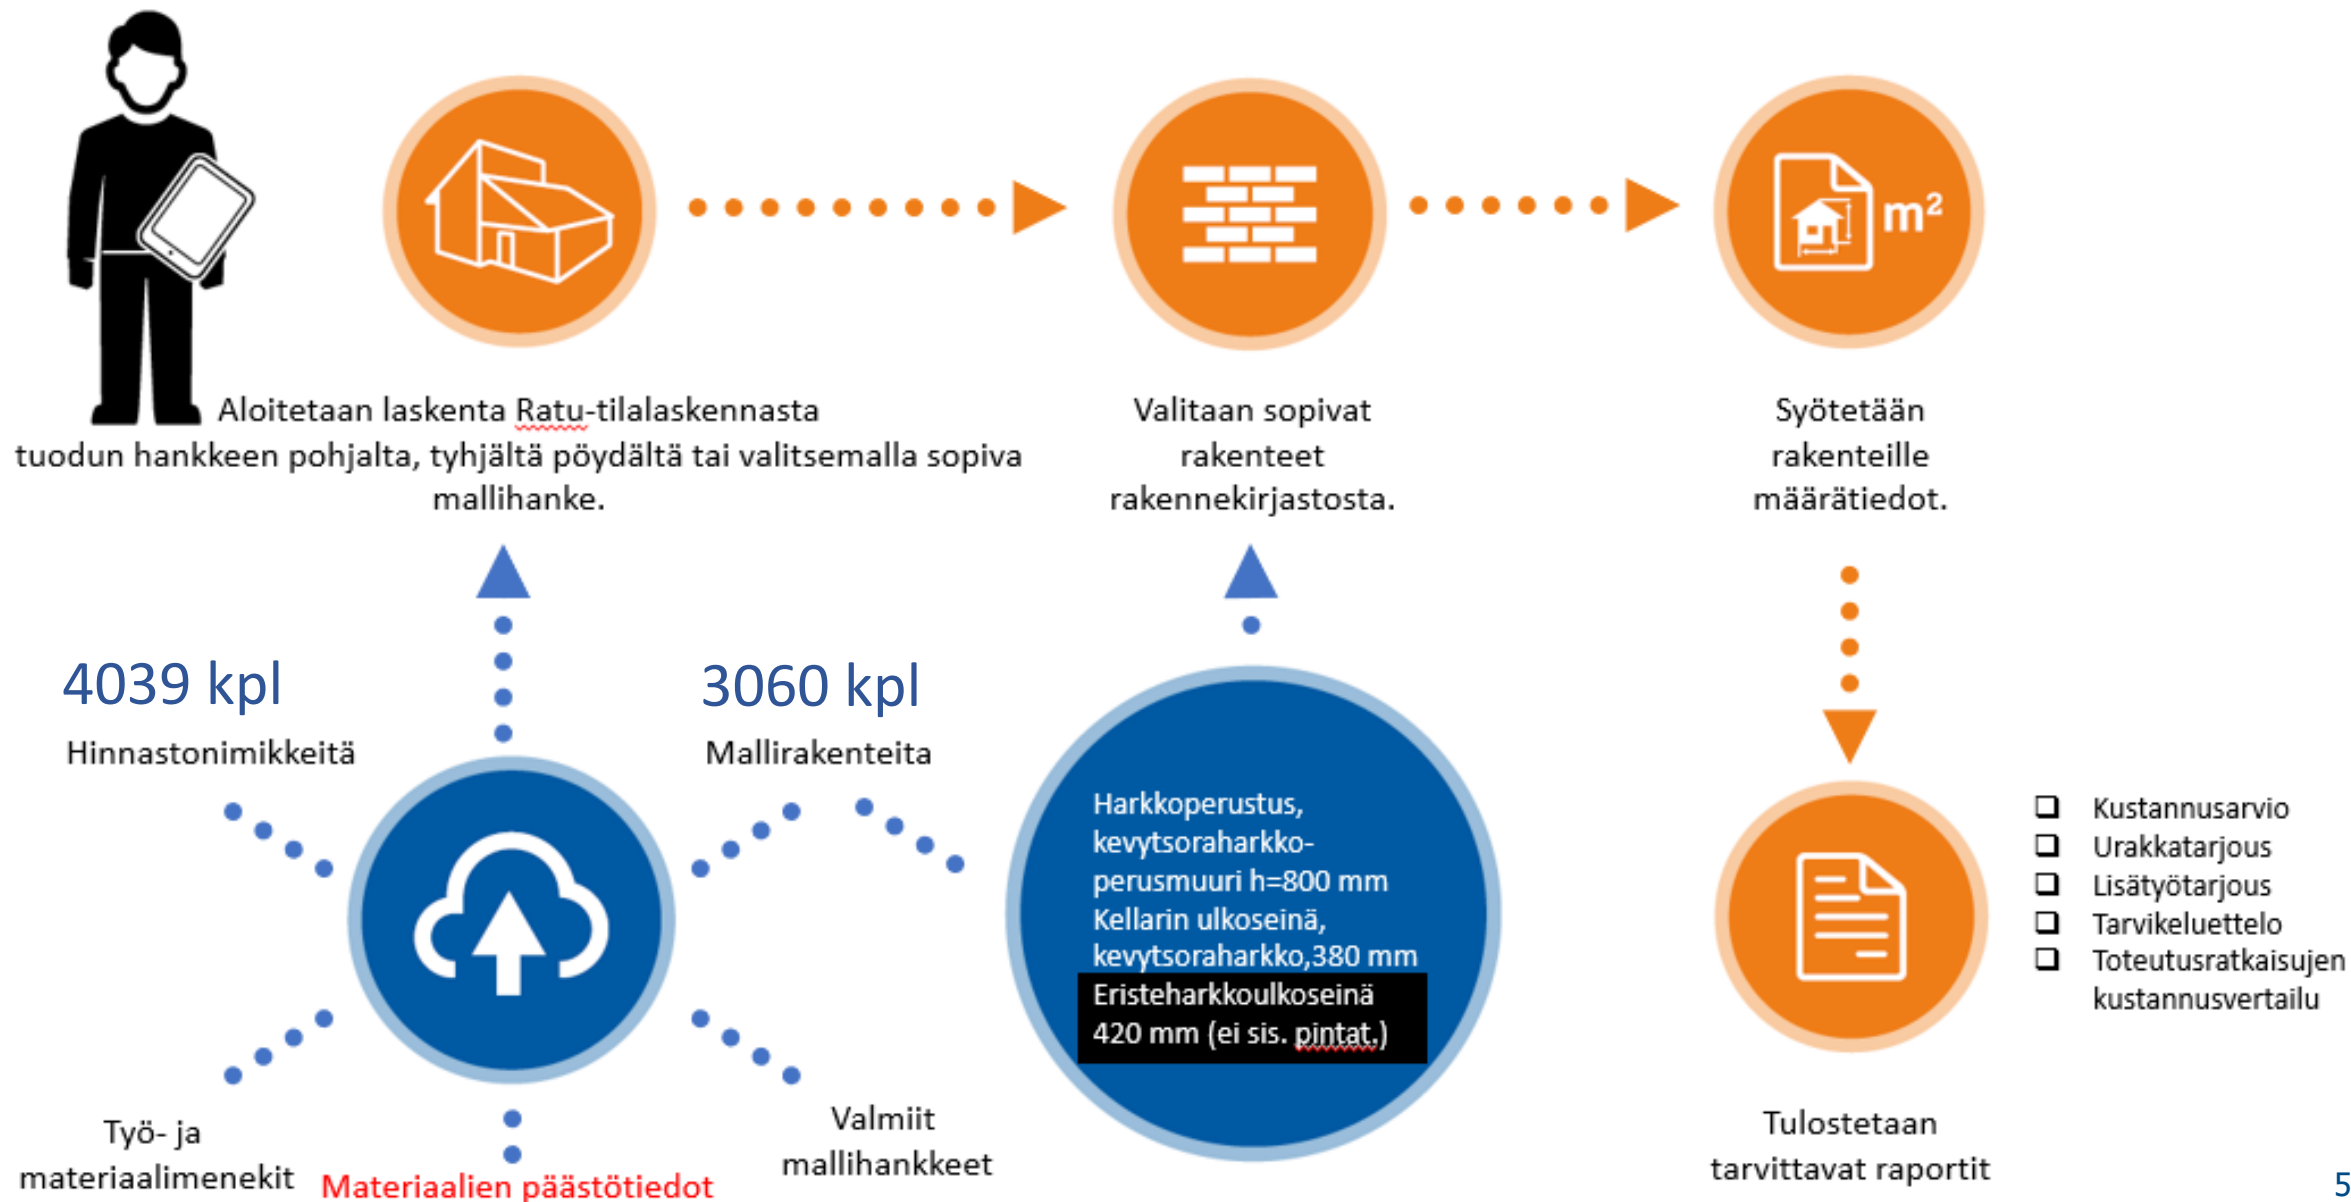 m²
Aloitetaan laskenta Ratu-tilalaskennasta
tuodun hankkeen pohjalta, tyhjältä pöydältä tai valitsemalla sopiva
mallihanke.
Valitaan sopivat
rakenteet
rakennekirjastosta.
Syötetään
rakenteille
määrätiedot.
4039 kpl
Hinnastonimikkeitä
3060 kpl
Mallirakenteita
Harkkoperustus,
kevytsoraharkko-
perusmuuri h=800 mm
Kellarin ulkoseinä,
kevytsoraharkko,380 mm
Eristeharkkoulkoseinä
420 mm (ei sis. pintat.)
Kustannusarvio
Urakkatarjous
Lisätyötarjous
Tarvikeluettelo
Toteutusratkaisujen
kustannusvertailu
Työ- ja
materiaalimenekit
Materiaalien päästötiedot
Valmiit
mallihankkeet
Tulostetaan
tarvittavat raportit
5